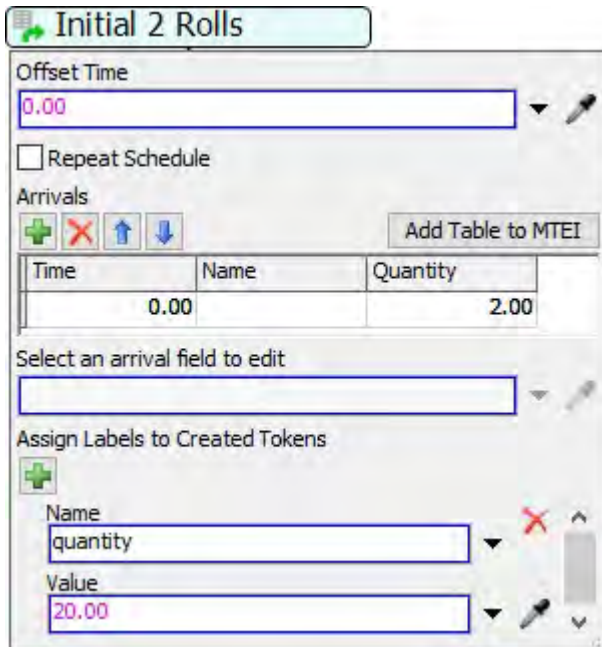 Initial 2 Rolls
Offset Time
0.00
Repeat Schedule
Arrivals
Add Table to MTEI
Time Name Quantity
0.00 2.00
Select an arrival field to edit
Assign Labels to Created Tokens
Name
quantity
Value
20.00